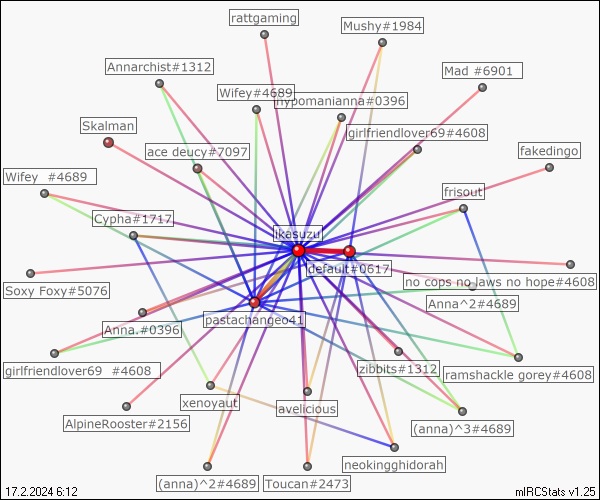 rattgaming
Mushy#1984
Annarchist#1312
Mad #6901
Wifey#4689
hypomanianna#0396
Skalman
girlfriendlover69#4608
ace deucy#7097
fakedingo
Wifey  #4689
frisout
Cypha#1717
ikasuzu
default#0617
Soxy Foxy#5076
no cops no laws no hope#4608
Anna^2#4689
pastachangeo41
Anna.#0396
girlfriendlover69  #4608
zibbits#1312
ramshackle gorey#4608
xenoyaut
avelicious
AlpineRooster#2156
(anna)^3#4689
neokingghidorah
(anna)^2#4689
Toucan#2473
17.2.2024 6:12
mIRCStats v1.25